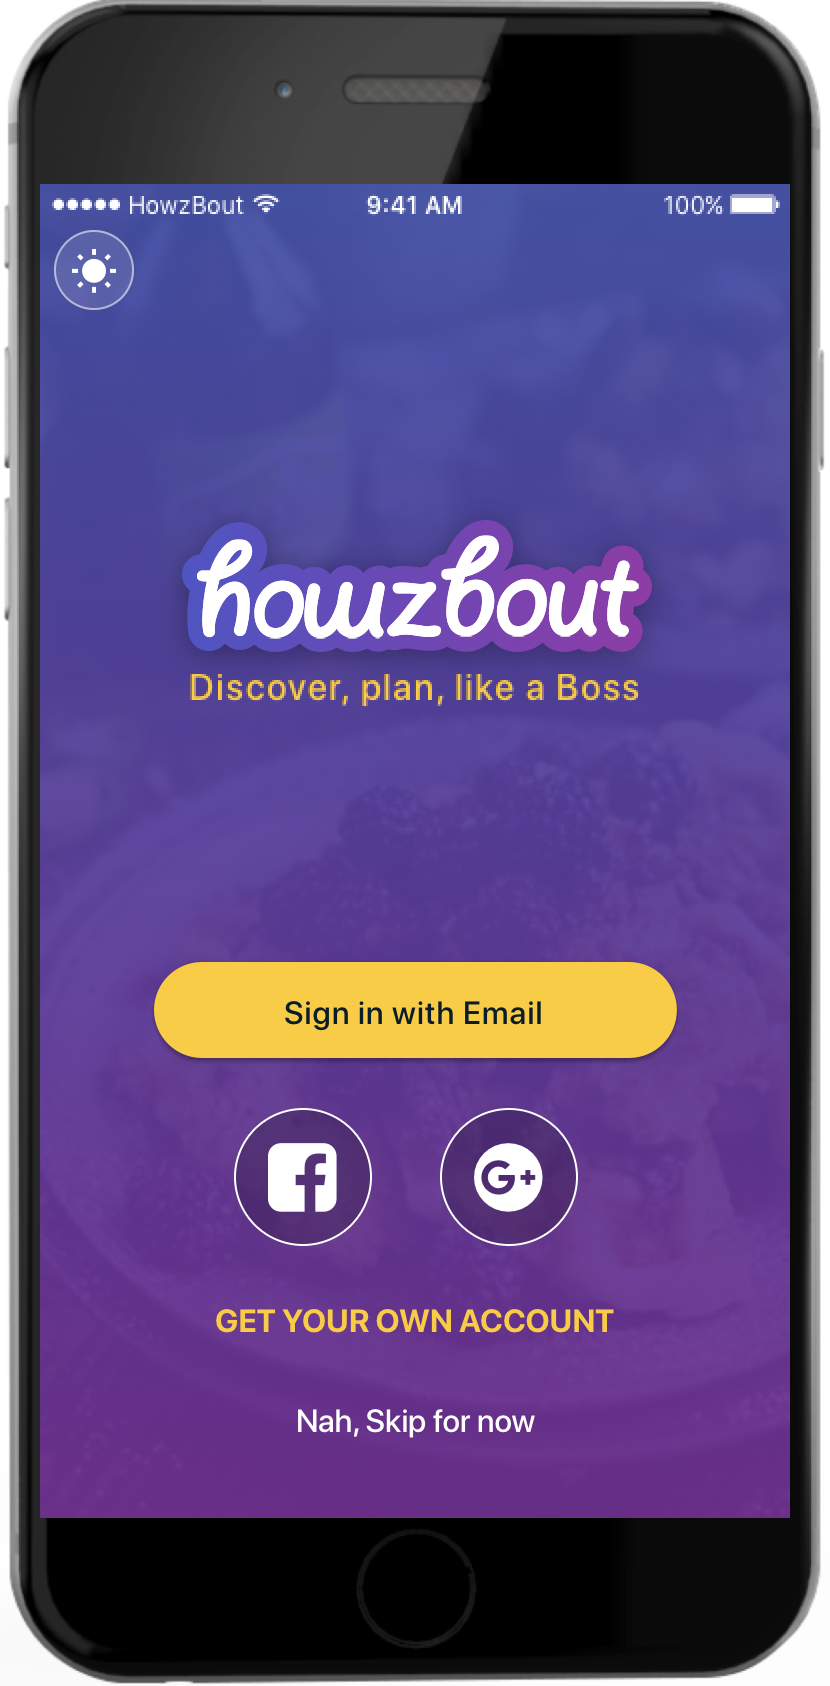 HowzBout 9:41 AM 100%
howzbout
Discover, plan, like a Boss
Sign in with Email
f G+
GET YOUR OWN ACCOUNT
Nah, Skip for now